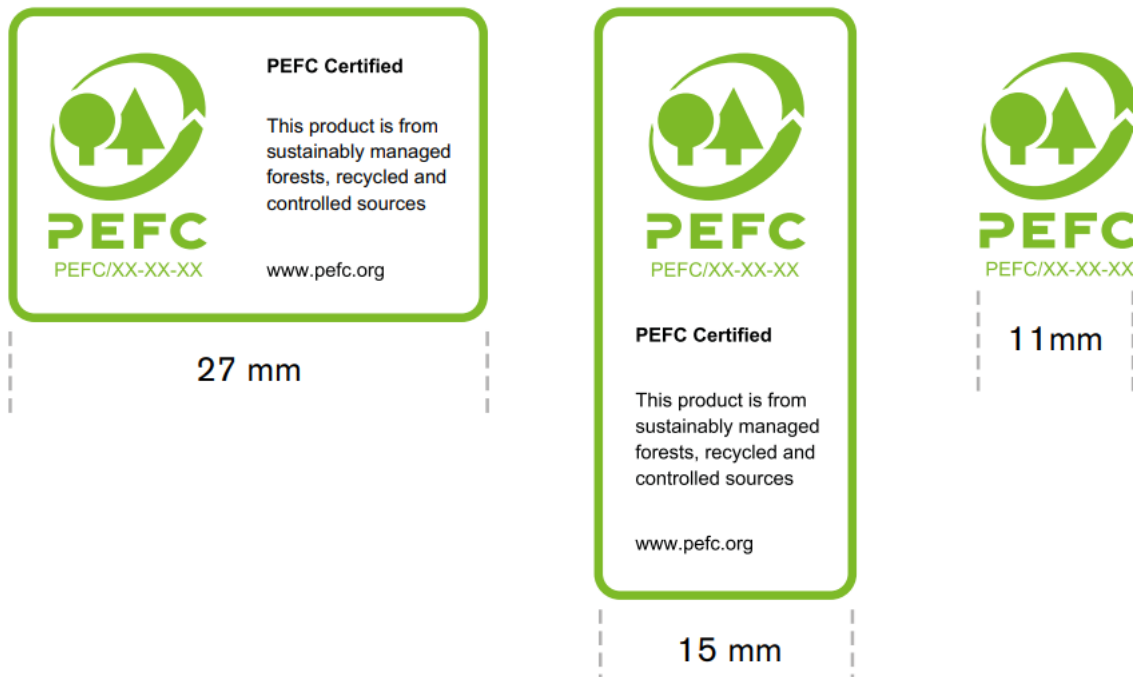 PEFC
PEFC/XX-XX-XX
PEFC Certified
This product is from
sustainably managed
forests, recycled and
controlled sources
www.pefc.org
27 mm
PEFC
PEFC/XX-XX-XX
PEFC Certified
This product is from
sustainably managed
forests, recycled and
controlled sources
www.pefc.org
15 mm
PEFC
PEFC/XX-XX-XX
11mm